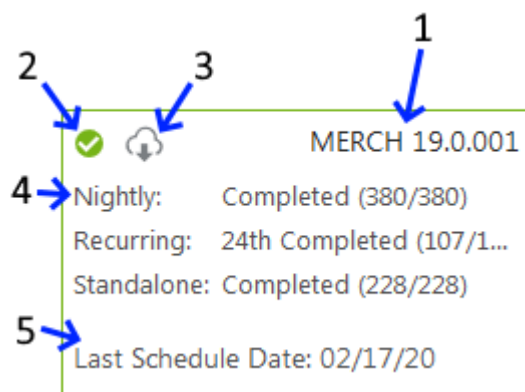 1
2 3
MERCH 19.0.001
4 Nightly: Completed (380/380)
Recurring: 24th Completed (107/1...
Standalone: Completed (228/228)
5
Last Schedule Date: 02/17/20